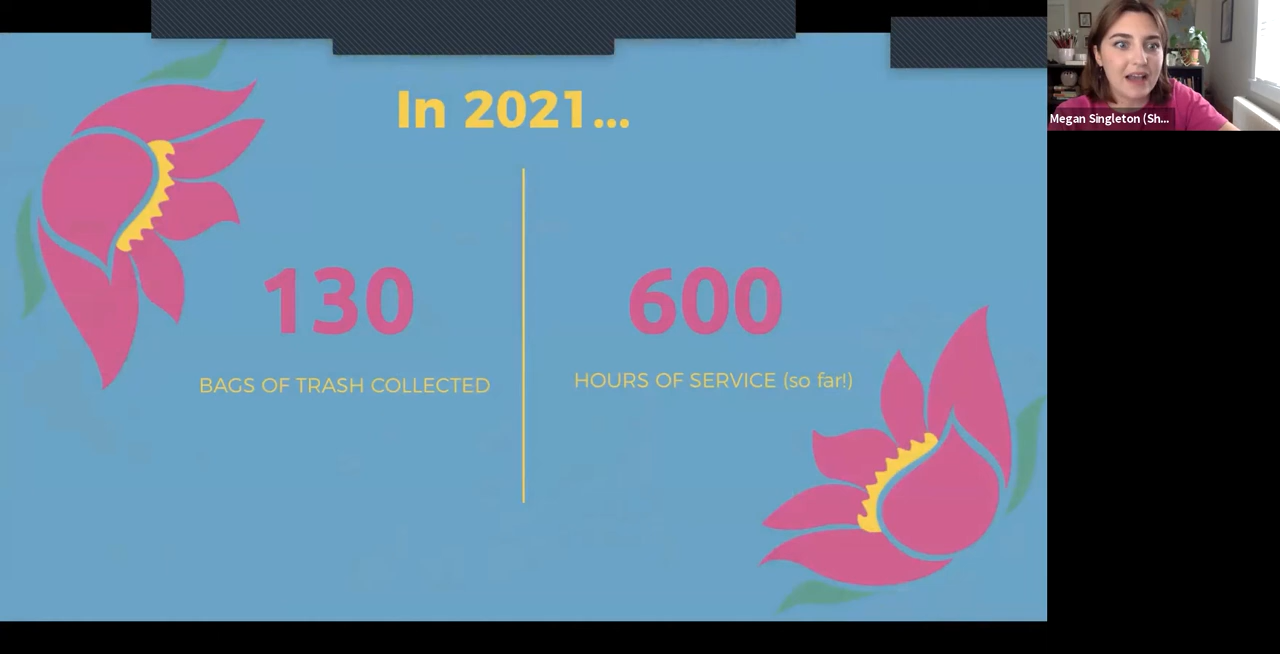 In 2021...
130
BAGS OF TRASH COLLECTED
600
HOURS OF SERVICE (so far!)
Megan Singleton (Sh...